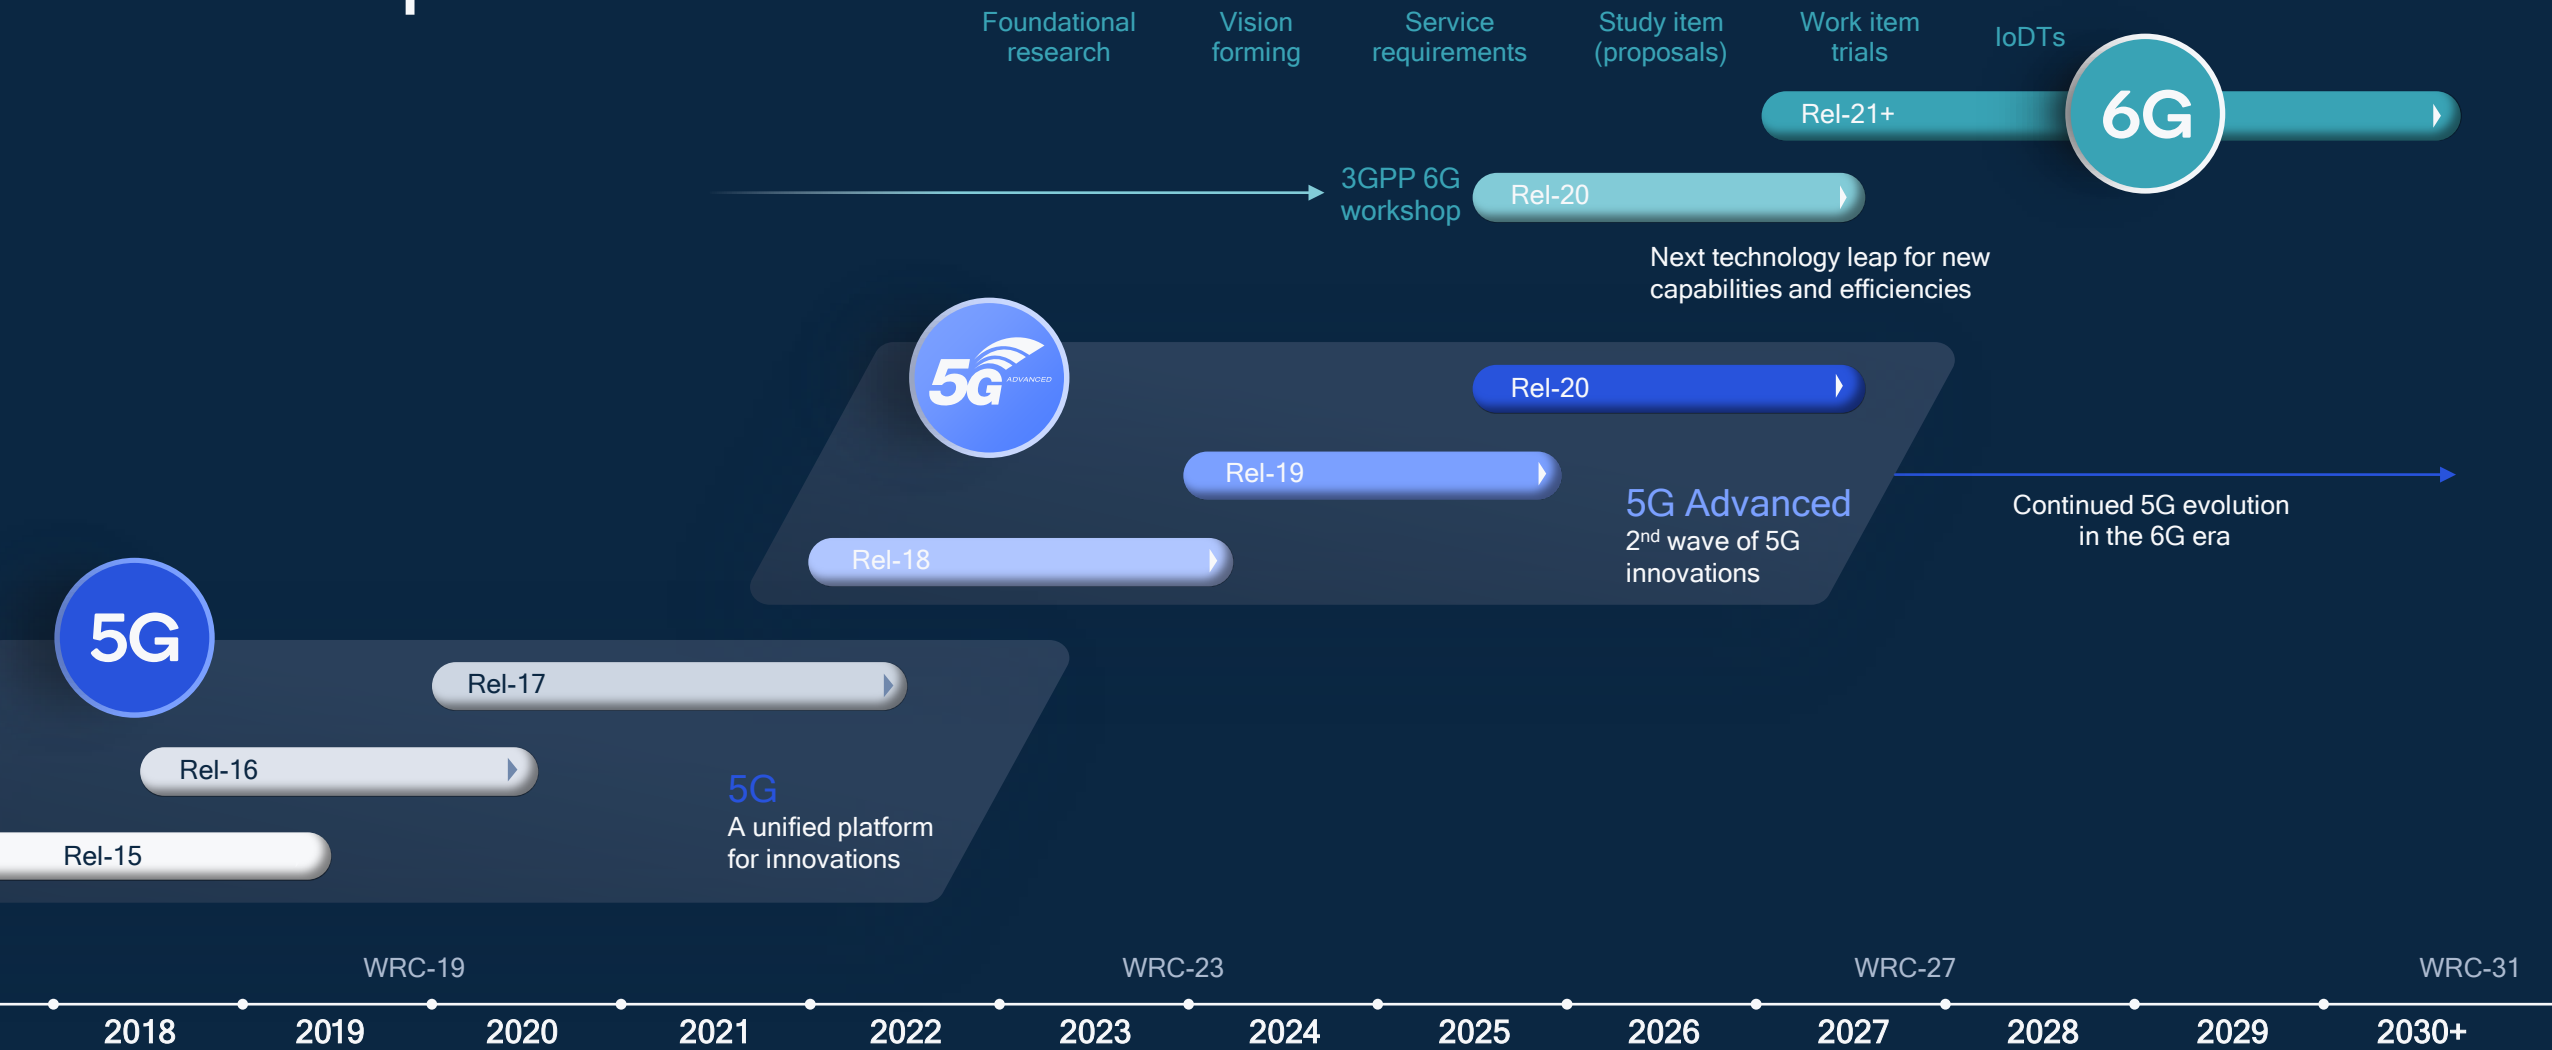 Foundational
research
Vision
forming
Service
requirements
Study item
(proposals)
Work item
trials
IoDTs
Rel-21+
6G
3GPP 6G
workshop
Rel-20
Next technology leap for new
capabilities and efficiencies
5G
ADVANCED
Rel-20
Rel-19
5G Advanced
2nd wave of 5G
innovations
Continued 5G evolution
in the 6G era
Rel-18
5G
Rel-17
Rel-16
5G
A unified platform
for innovations
Rel-15
WRC-19 WRC-23 WRC-27 WRC-31
2018 2019 2020 2021 2022 2023 2024 2025 2026 2027 2028 2029 2030+